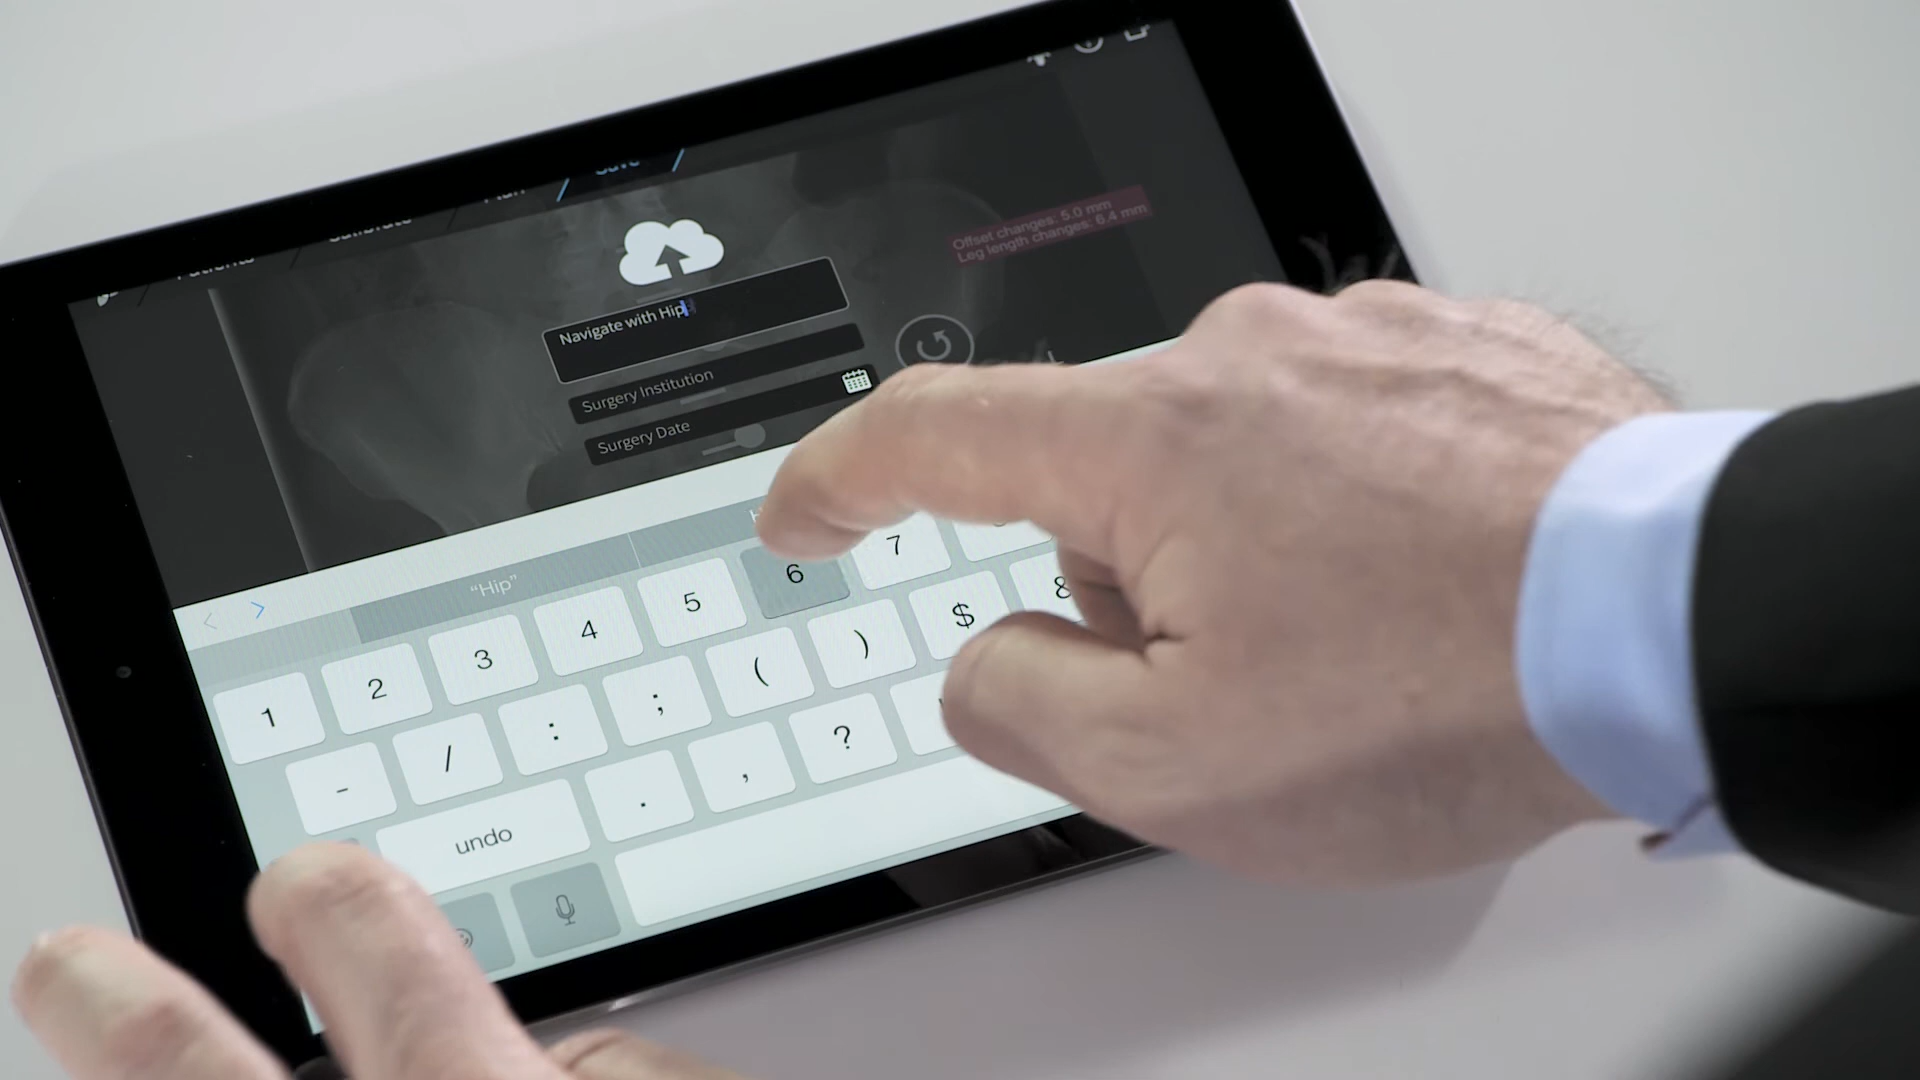 Save
Plan
Calibrate
Patients
Offset changes: 5.0 mm
Leg length changes: 6.4 mm
Navigate with Hip
Surgery Institution
Surgery Date
L
"Hip"
1 2 3 4 5 6 7
- / : ; ( ) $ &
undo . , ?